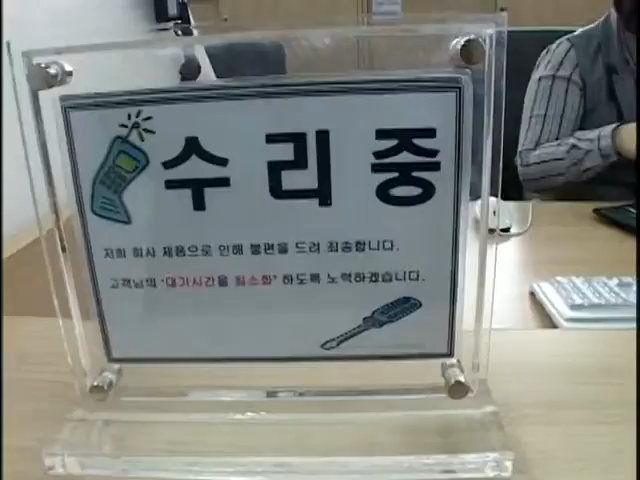 수리중
저희 회사 제품으로 인해 불편을 드려 죄송합니다.
고객님의 '대기시간을 최소화' 하도록 노력하겠습니다.